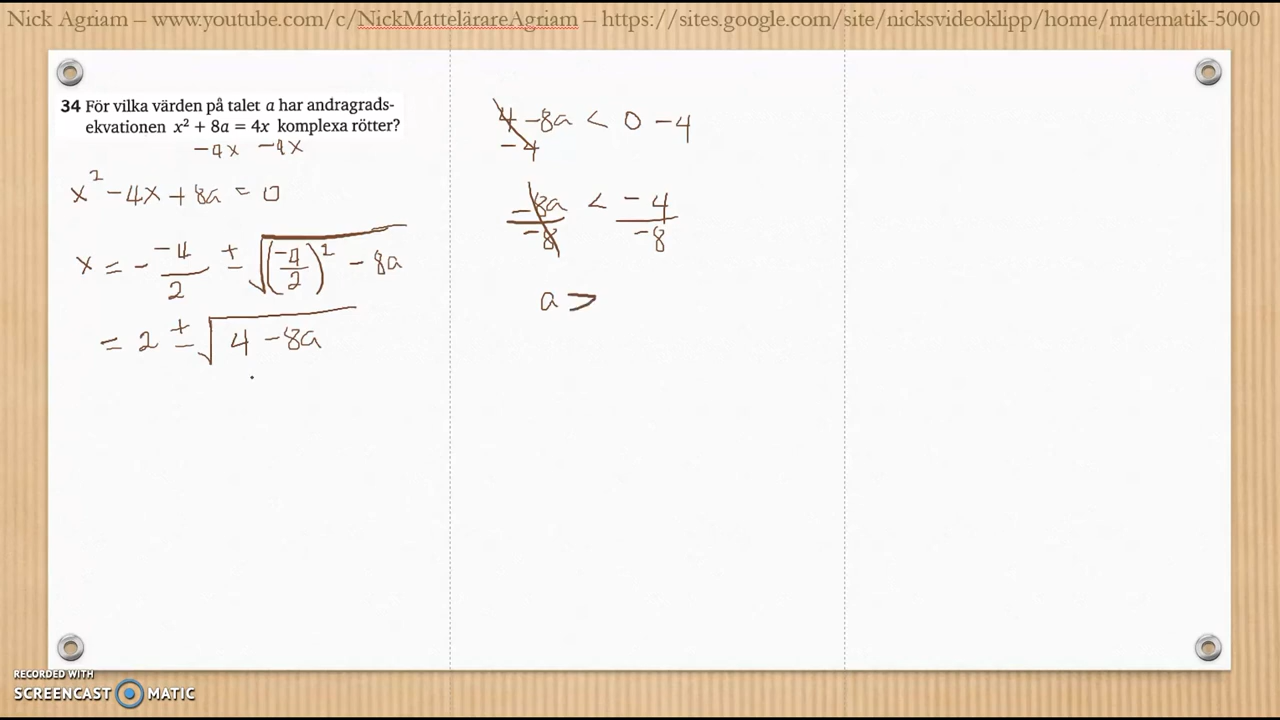 Nick Agriam – www.youtube.com/c/NickMattelärareAgriam – https://sites.google.com/site/nicksvideoklipp/home/matematik-5000
34 För vilka värden på talet a har andragrads-
ekvationen x² + 8a = 4x komplexa rötter?
-4x -4x
x² - 4x + 8a = 0
x = - -4/2 ± √((-4/2)² - 8a)
= 2 ± √(4 - 8a)
4 - 8a < 0 - 4
-4
-8a/-8 < -4/-8
a >
RECORDED WITH
SCREENCAST MATIC